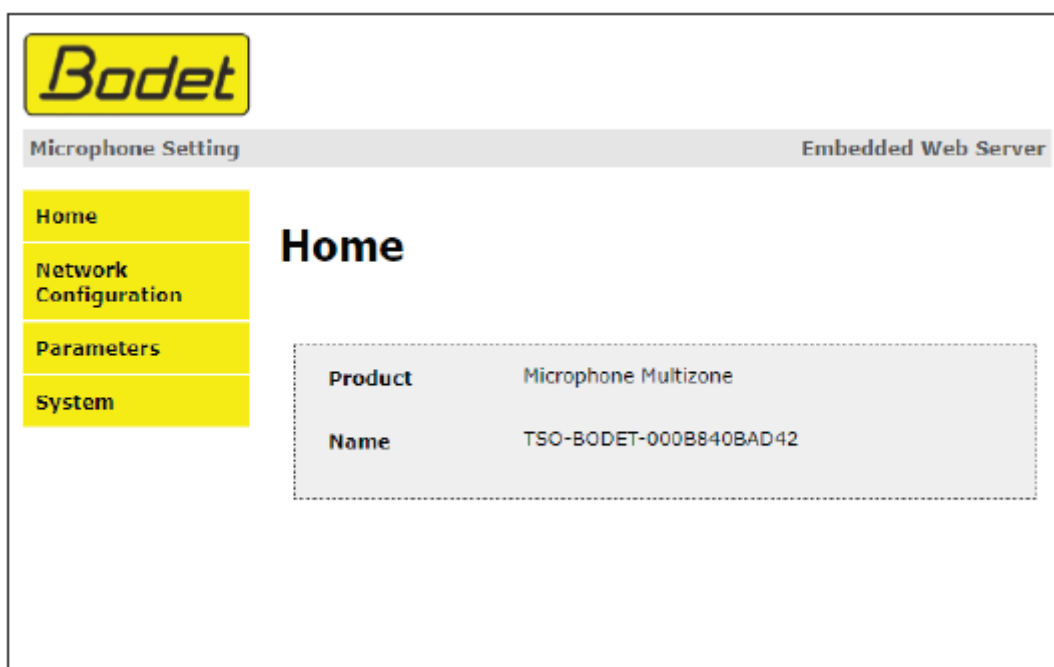 Bodet
Microphone Setting
Embedded Web Server
Home
Network
Configuration
Parameters
System
Home
Product Microphone Multizone
Name TSO-BODET-000B840BAD42